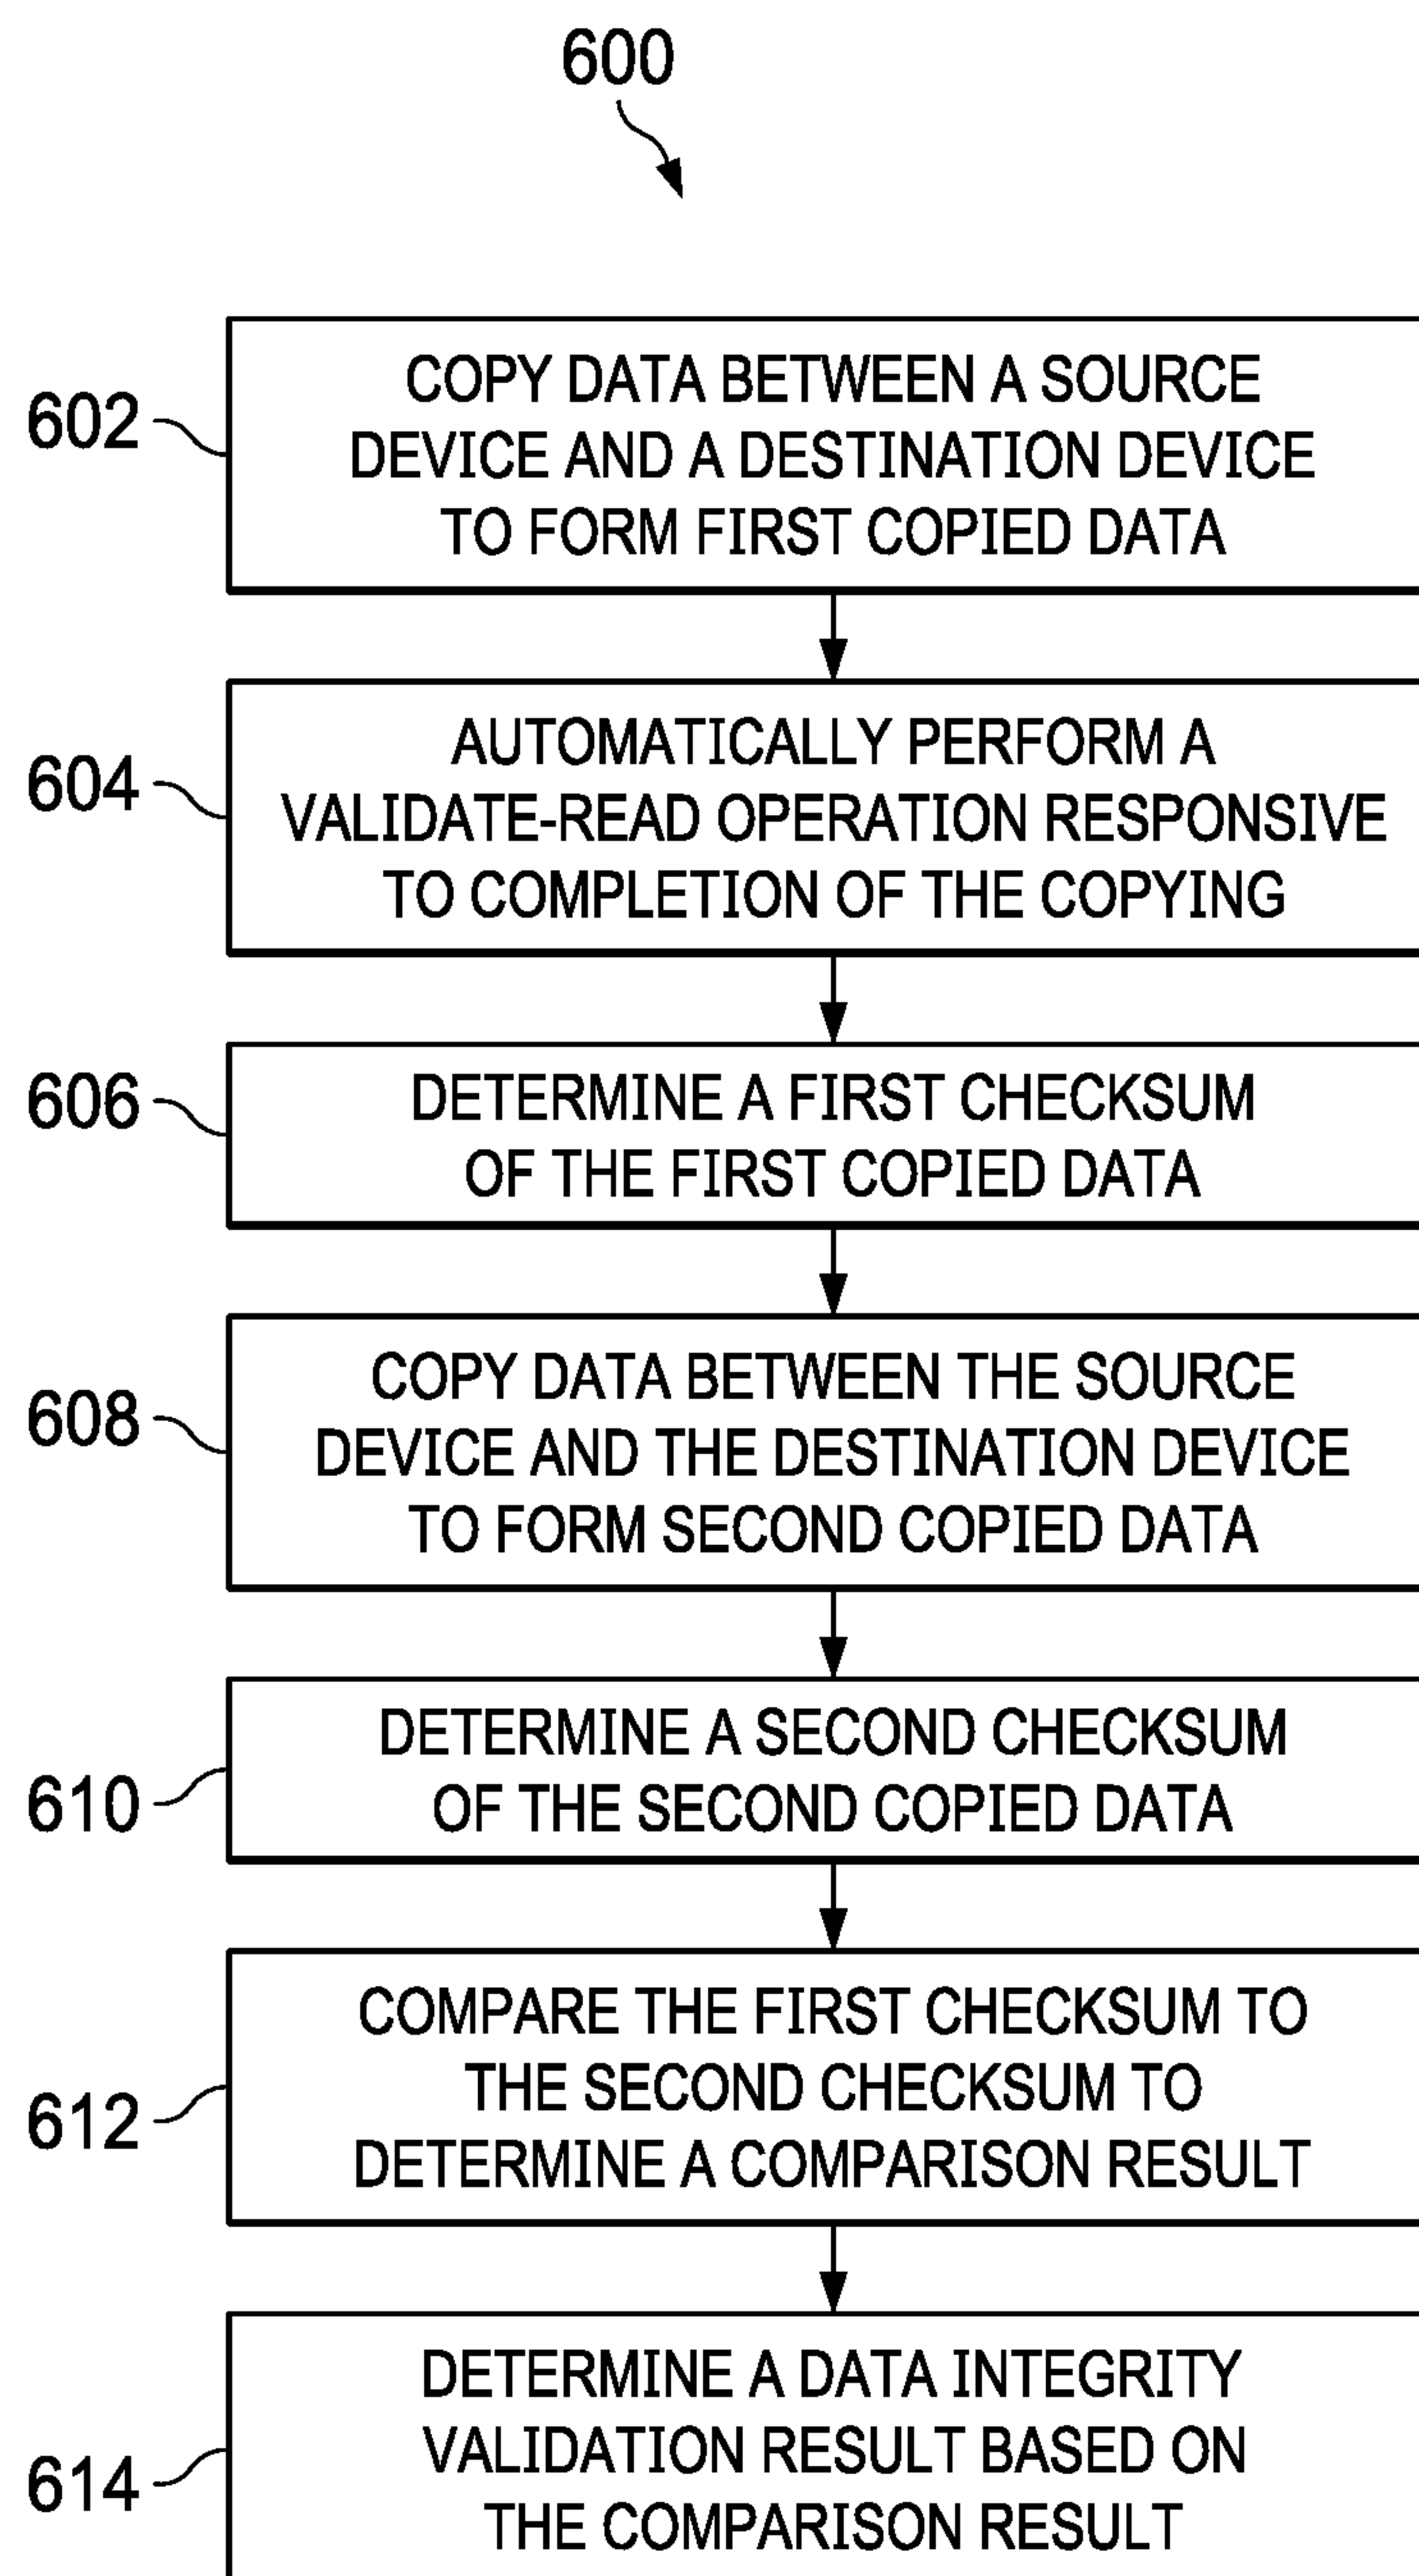 600
602
COPY DATA BETWEEN A SOURCE
DEVICE AND A DESTINATION DEVICE
TO FORM FIRST COPIED DATA
604
AUTOMATICALLY PERFORM A
VALIDATE-READ OPERATION RESPONSIVE
TO COMPLETION OF THE COPYING
606
DETERMINE A FIRST CHECKSUM
OF THE FIRST COPIED DATA
608
COPY DATA BETWEEN THE SOURCE
DEVICE AND THE DESTINATION DEVICE
TO FORM SECOND COPIED DATA
610
DETERMINE A SECOND CHECKSUM
OF THE SECOND COPIED DATA
612
COMPARE THE FIRST CHECKSUM TO
THE SECOND CHECKSUM TO
DETERMINE A COMPARISON RESULT
614
DETERMINE A DATA INTEGRITY
VALIDATION RESULT BASED ON
THE COMPARISON RESULT